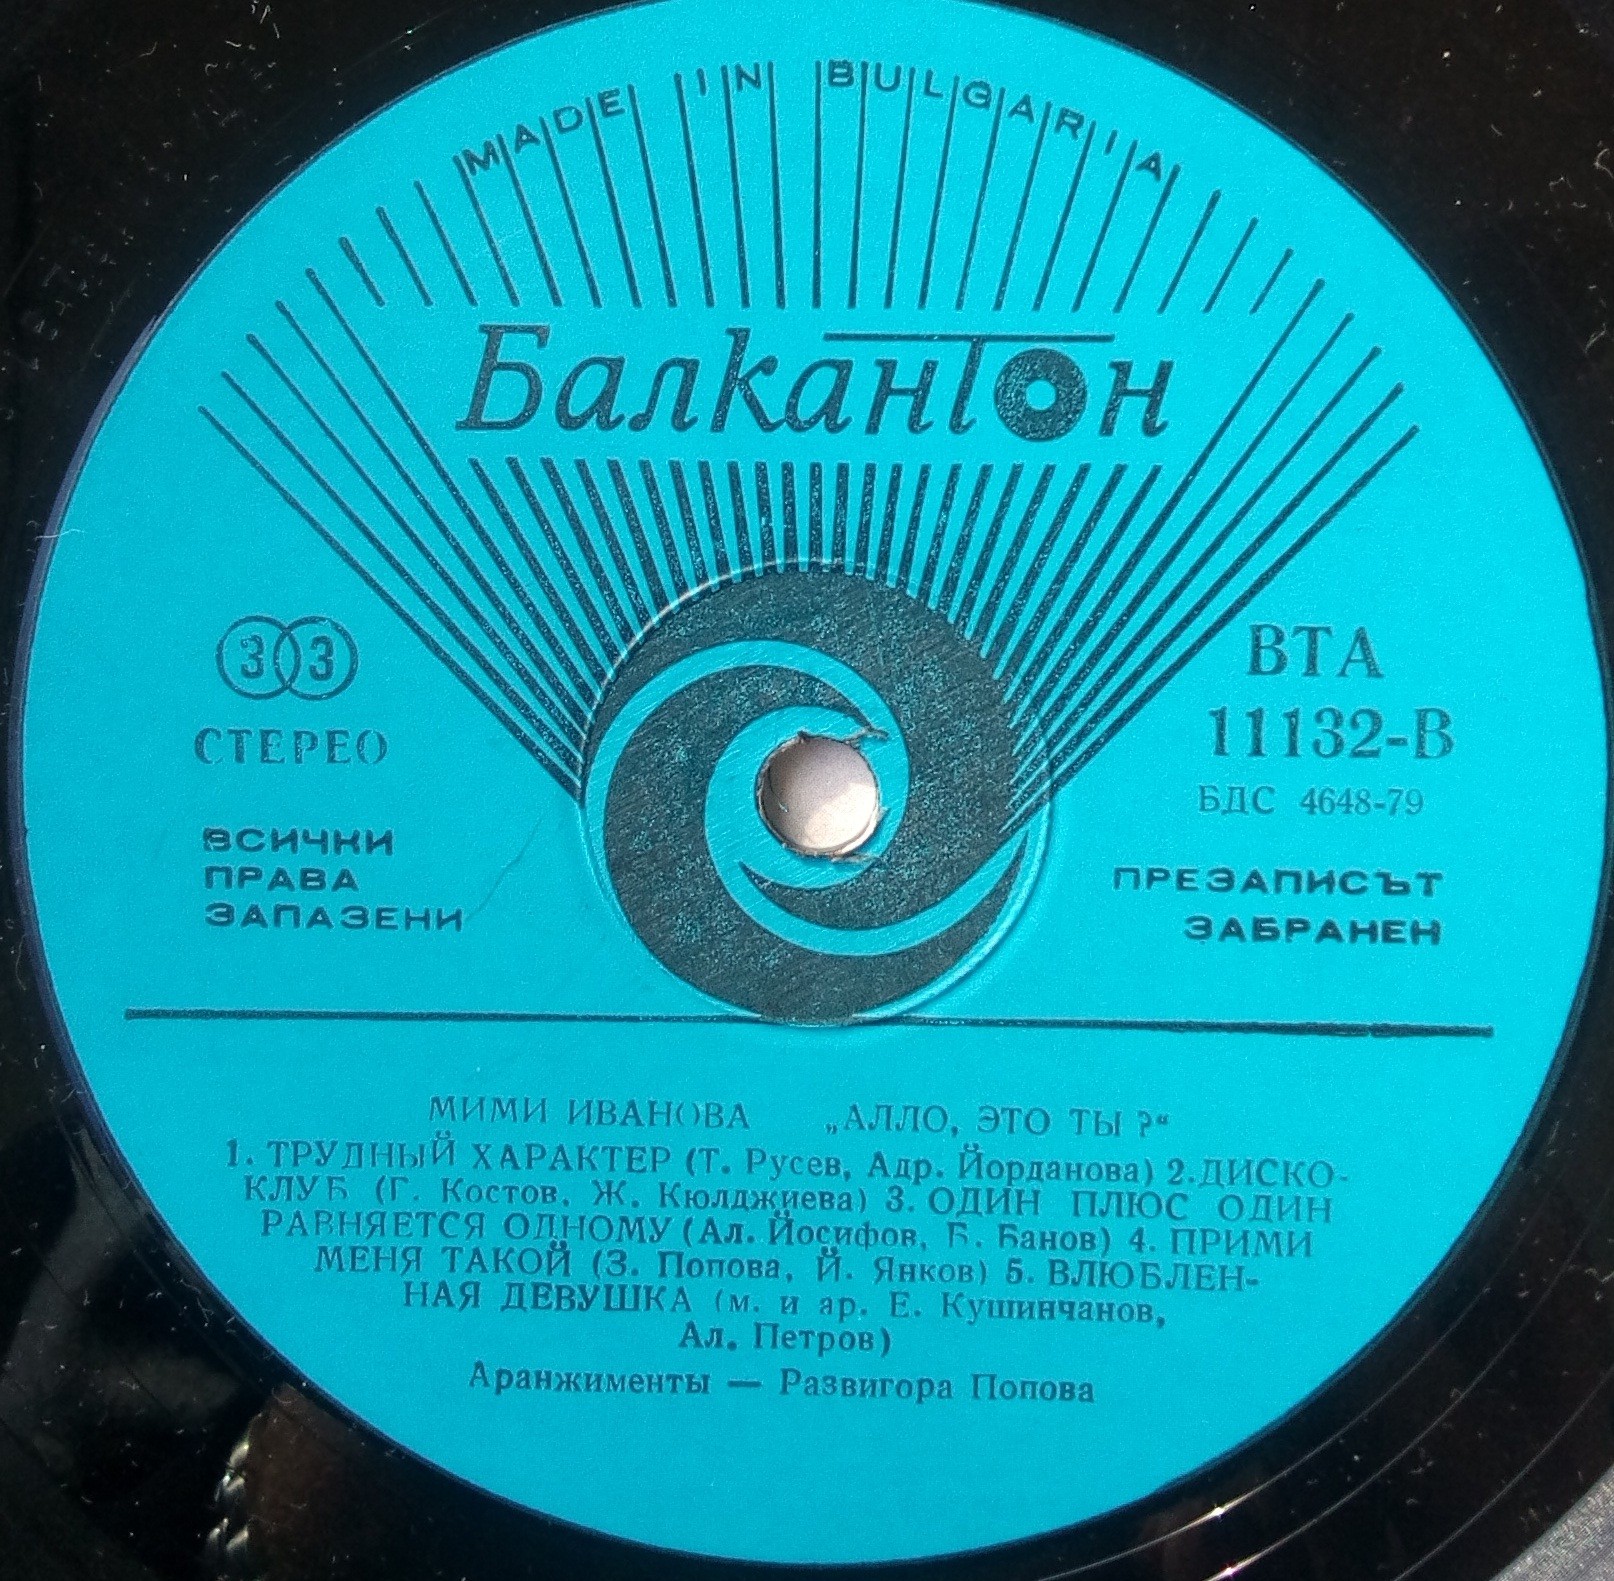 MADE IN BULGARIA
Балкантон
33
СТЕРЕО
ВСИЧКИ
ПРАВА
ЗАПАЗЕНИ
ВТА
11132-В
БДС 4648-79
ПРЕЗАПИСЪТ
ЗАБРАНЕН
МИМИ ИВАНОВА „АЛЛО, ЭТО ТЫ?“
1. ТРУДНЫЙ ХАРАКТЕР (Т. Русев, Адр. Йорданова) 2. ДИСКО-
КЛУБ (Г. Костов, Ж. Кюлджиева) 3. ОДИН ПЛЮС ОДИН
РАВНЯЕТСЯ ОДНОМУ (Ал. Йосифов, Б. Банов) 4. ПРИМИ
МЕНЯ ТАКОЙ (З. Попова, Й. Янков) 5. ВЛЮБЛЕН-
НАЯ ДЕВУШКА (м. и ар. Е. Кушинчанов,
Ал. Петров)
Аранжименты — Развигора Попова